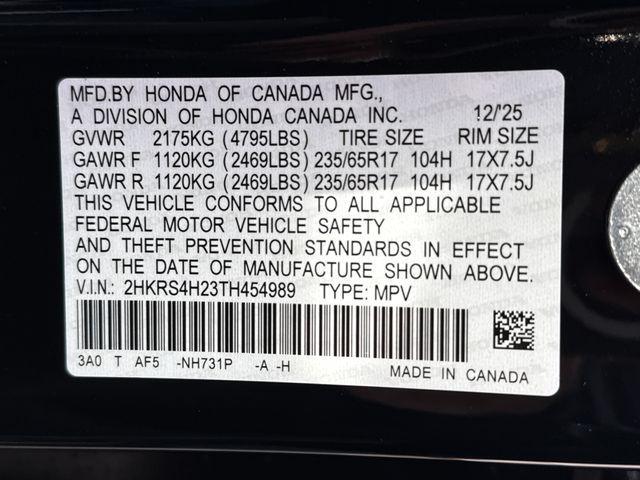 MFD.BY HONDA OF CANADA MFG.,
A DIVISION OF HONDA CANADA INC. 12/'25
GVWR 2175KG (4795LBS) TIRE SIZE RIM SIZE
GAWR F 1120KG (2469LBS) 235/65R17 104H 17X7.5J
GAWR R 1120KG (2469LBS) 235/65R17 104H 17X7.5J
THIS VEHICLE CONFORMS TO ALL APPLICABLE
FEDERAL MOTOR VEHICLE SAFETY
AND THEFT PREVENTION STANDARDS IN EFFECT
ON THE DATE OF MANUFACTURE SHOWN ABOVE.
V.I.N.: 2HKRS4H23TH454989 TYPE: MPV
3A0 T AF5 -NH731P -A -H
MADE IN CANADA